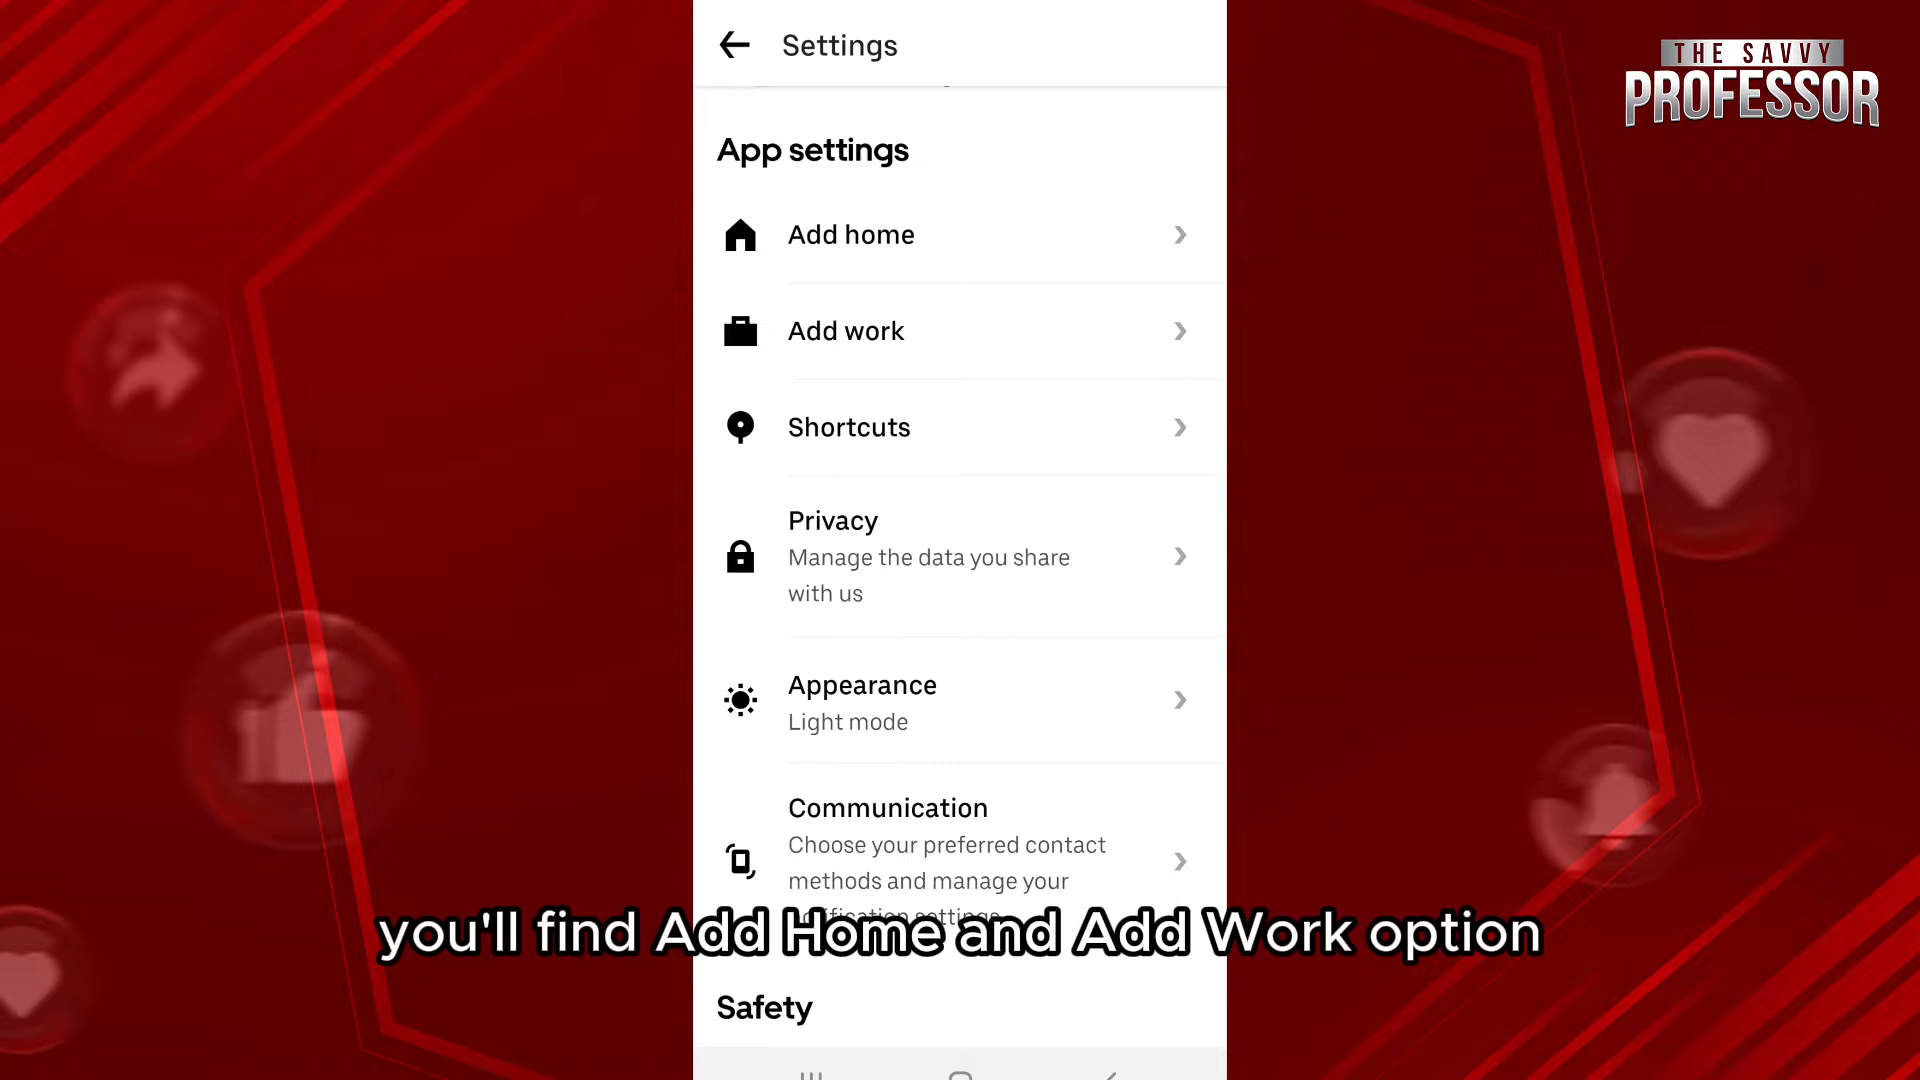 Settings
THE SAVVY
PROFESSOR
App settings
Add home
Add work
Shortcuts
Privacy
Manage the data you share
with us
Appearance
Light mode
Communication
Choose your preferred contact
methods and manage your
notification settings
you'll find Add Home and Add Work option
Safety